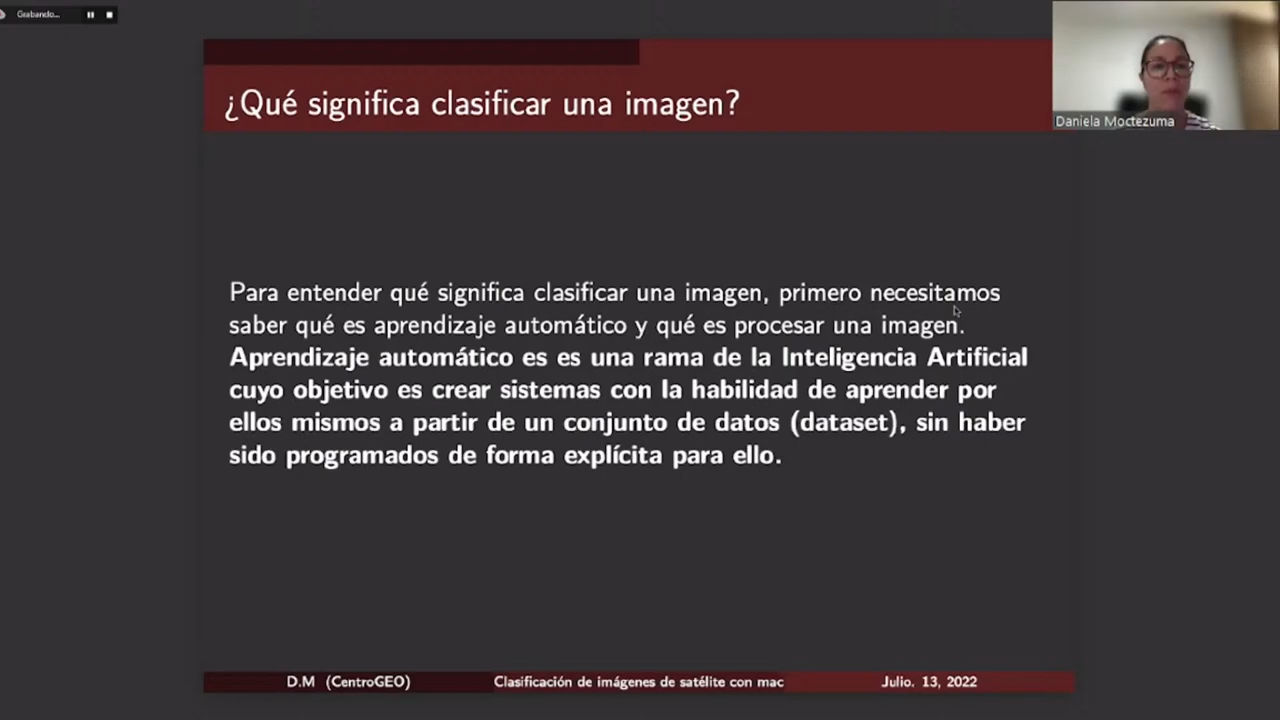 Grabando...
¿Qué significa clasificar una imagen?
Daniela Moctezuma
Para entender qué significa clasificar una imagen, primero necesitamos
saber qué es aprendizaje automático y qué es procesar una imagen.
Aprendizaje automático es es una rama de la Inteligencia Artificial
cuyo objetivo es crear sistemas con la habilidad de aprender por
ellos mismos a partir de un conjunto de datos (dataset), sin haber
sido programados de forma explícita para ello.
D.M (CentroGEO) Clasificación de imágenes de satélite con mac Julio. 13, 2022